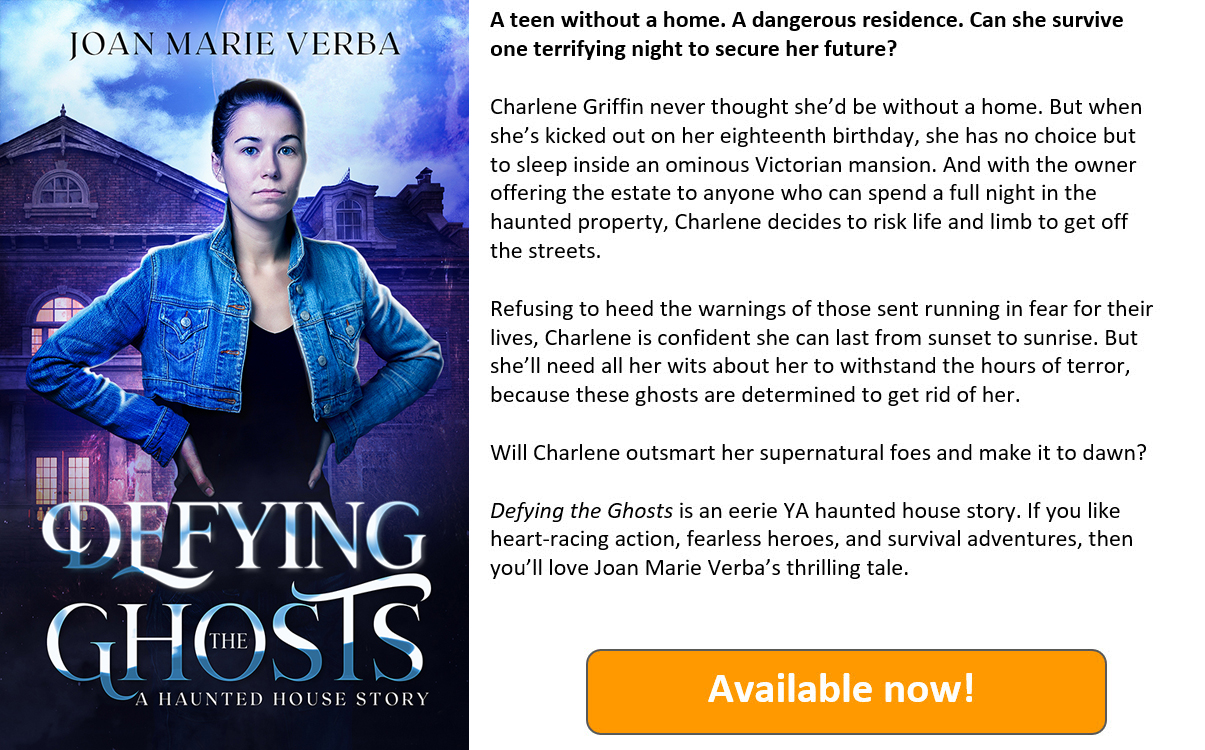 JOAN MARIE VERBA
DEFYING
THE
GHOSTS
A HAUNTED HOUSE STORY
A teen without a home. A dangerous residence. Can she survive
one terrifying night to secure her future?
Charlene Griffin never thought she’d be without a home. But when
she’s kicked out on her eighteenth birthday, she has no choice but
to sleep inside an ominous Victorian mansion. And with the owner
offering the estate to anyone who can spend a full night in the
haunted property, Charlene decides to risk life and limb to get off
the streets.
Refusing to heed the warnings of those sent running in fear for their
lives, Charlene is confident she can last from sunset to sunrise. But
she’ll need all her wits about her to withstand the hours of terror,
because these ghosts are determined to get rid of her.
Will Charlene outsmart her supernatural foes and make it to dawn?
Defying the Ghosts is an eerie YA haunted house story. If you like
heart-racing action, fearless heroes, and survival adventures, then
you’ll love Joan Marie Verba’s thrilling tale.
Available now!